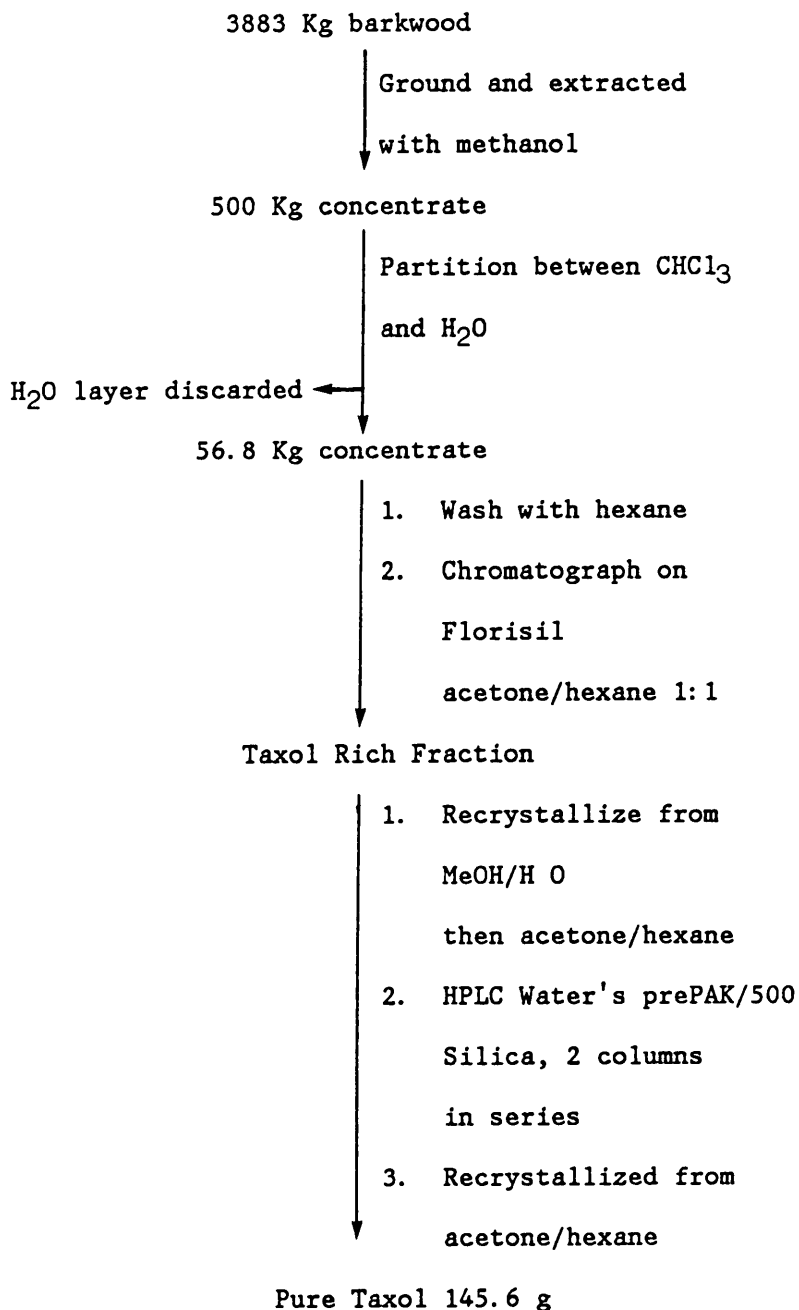 3883 Kg barkwood
Ground and extracted
with methanol
500 Kg concentrate
Partition between CHCl3
and H2O
H2O layer discarded
56.8 Kg concentrate
1. Wash with hexane
2. Chromatograph on
Florisil
acetone/hexane 1:1
Taxol Rich Fraction
1. Recrystallize from
MeOH/H O
then acetone/hexane
2. HPLC Water's prePAK/500
Silica, 2 columns
in series
3. Recrystallized from
acetone/hexane
Pure Taxol 145.6 g